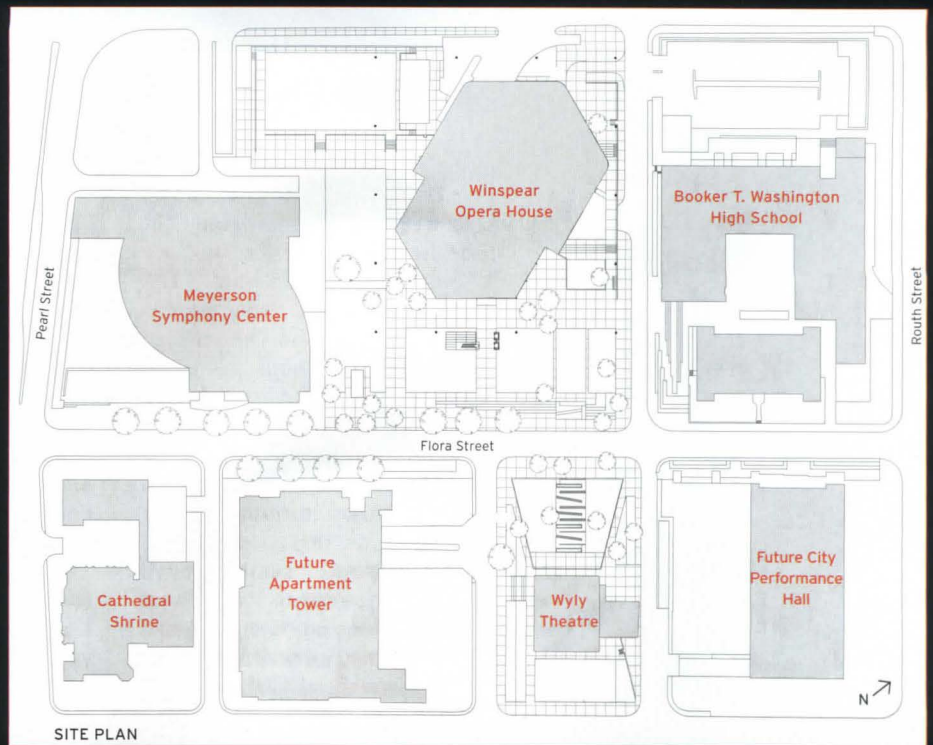 Winspear
Opera House
Booker T. Washington
High School
Meyerson
Symphony Center
Pearl Street
Routh Street
Flora Street
Cathedral
Shrine
Future
Apartment
Tower
Wyly
Theatre
Future City
Performance
Hall
N
SITE PLAN